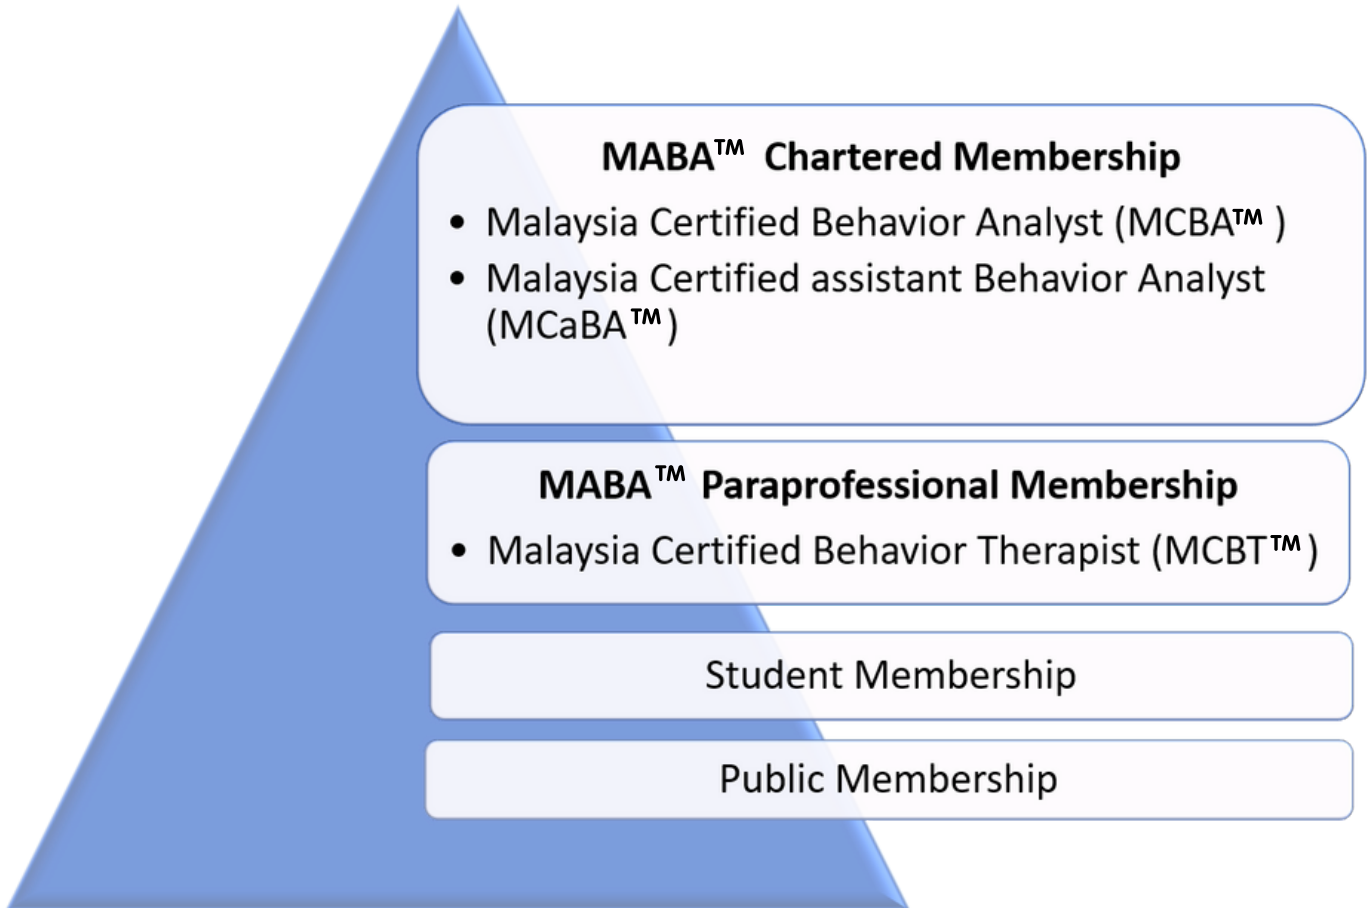 MABA™ Chartered Membership
• Malaysia Certified Behavior Analyst (MCBA™ )
• Malaysia Certified assistant Behavior Analyst
(MCaBA™ )
MABA™ Paraprofessional Membership
• Malaysia Certified Behavior Therapist (MCBT™ )
Student Membership
Public Membership